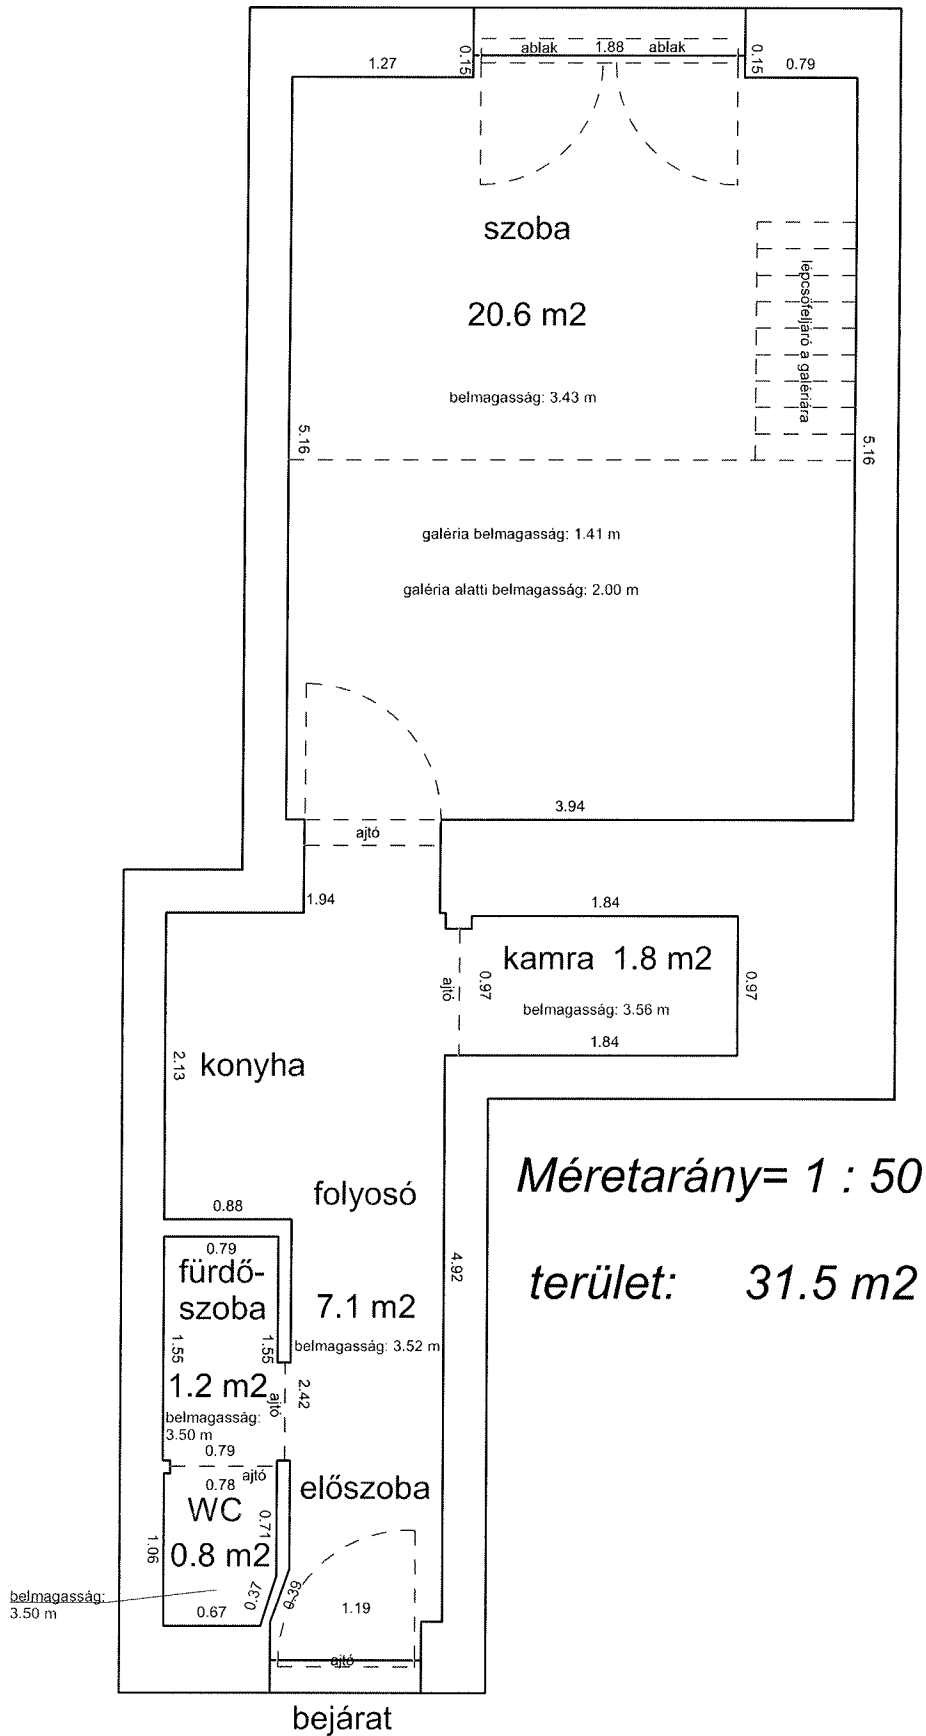 ablak 1.88 ablak
0.15
0.15
1.27
0.79
szoba
20.6 m2
lépcsőfeljáró a galériára
belmagasság: 3.43 m
5.16
5.16
galéria belmagasság: 1.41 m
galéria alatti belmagasság: 2.00 m
3.94
ajtó
1.94
1.84
kamra 1.8 m2
ajtó
0.97
0.97
belmagasság: 3.56 m
1.84
2.13
konyha
Méretarány= 1 : 50
folyosó
0.88
0.79
4.92
fürdő-
szoba
terület: 31.5 m2
7.1 m2
belmagasság: 3.52 m
1.55
1.55
1.2 m2
ajtó
2.42
belmagasság:
3.50 m
0.79
ajtó
0.78
előszoba
WC
0.71
1.06
0.8 m2
belmagasság:
3.50 m
0.37
0.39
0.67
1.19
ajtó
bejárat